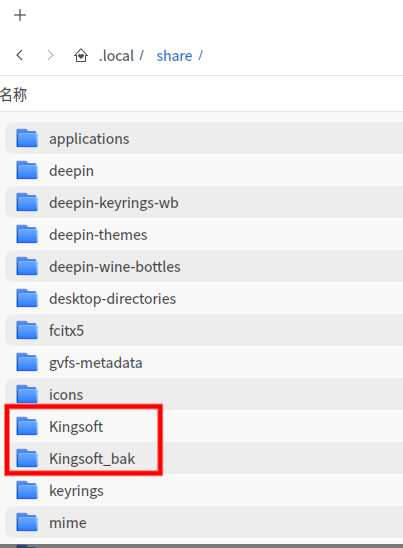 .local / share /
名称
applications
deepin
deepin-keyrings-wb
deepin-themes
deepin-wine-bottles
desktop-directories
fcitx5
gvfs-metadata
icons
Kingsoft
Kingsoft_bak
keyrings
mime